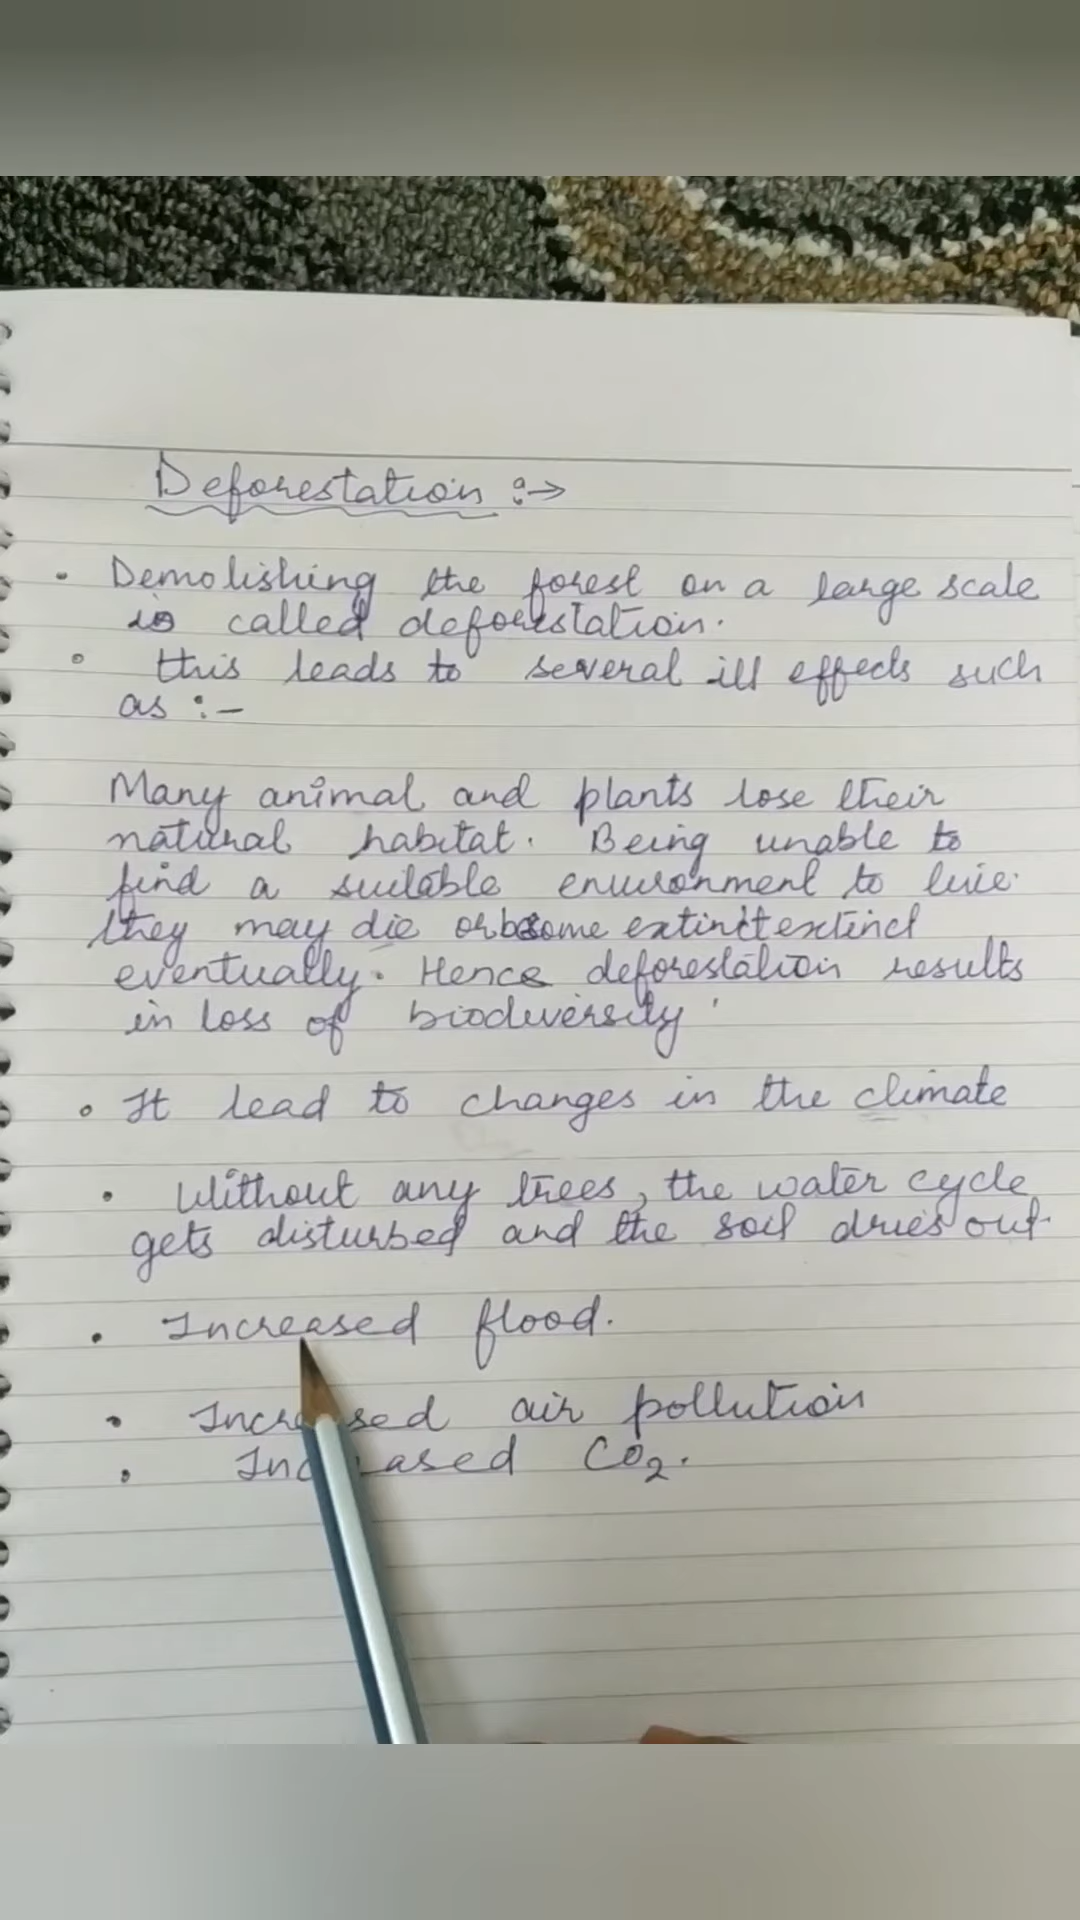 Deforestation :→
• Demolishing the forest on a large scale
is called deforestation.
• this leads to several ill effects such
as :-
Many animal and plants lose their
natural habitat. Being unable to
find a suitable environment to live.
they may die or become extinct extinct
eventually. Hence deforestation results
in loss of biodiversity
• It lead to changes in the climate
• Without any trees, the water cycle
gets disturbed and the soil dries out.
• Increased flood.
• Increased air pollution
• Increased CO2.